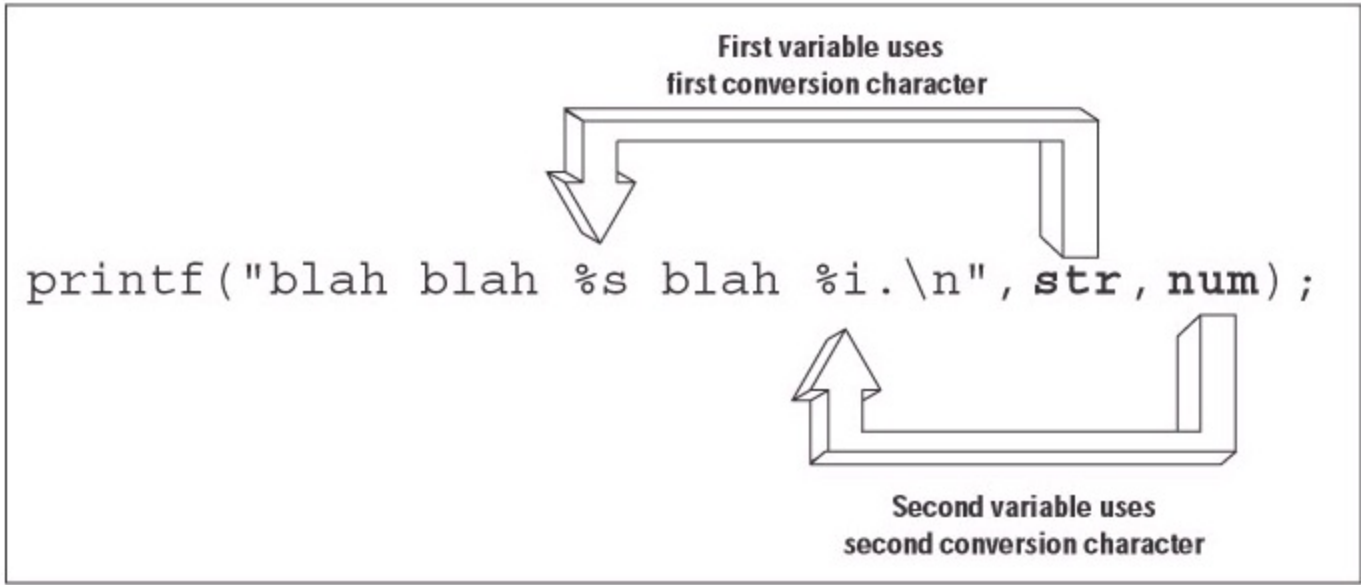 First variable uses
first conversion character
printf("blah blah %s blah %i.\n", str, num);
Second variable uses
second conversion character